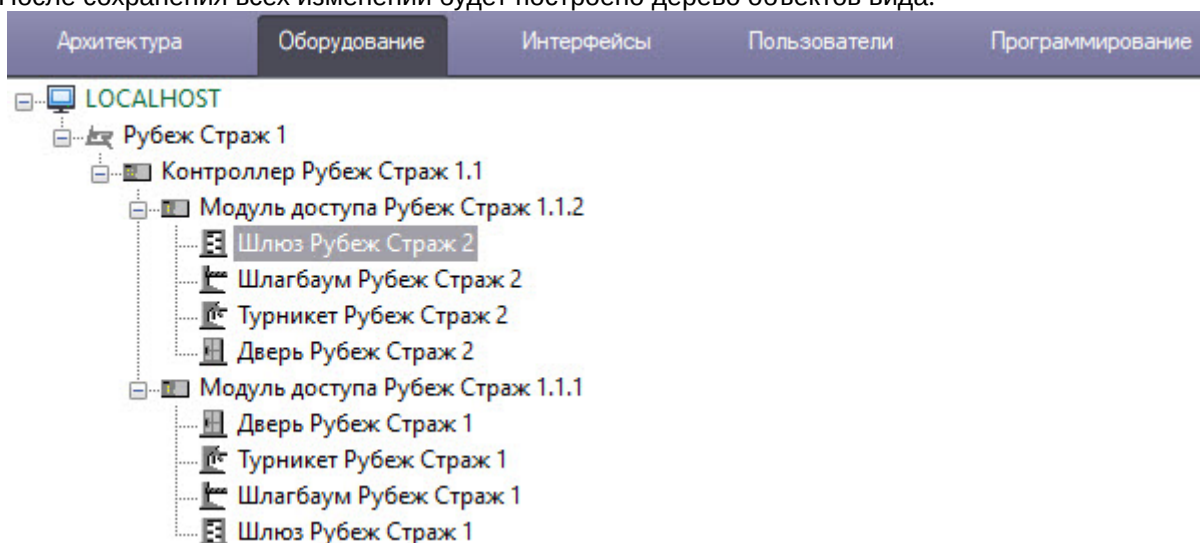 После сохранения всех изменений будет построено дерево объектов вида:
Архитектура Оборудование Интерфейсы Пользователи Программирование
LOCALHOST
Рубеж Страж 1
Контроллер Рубеж Страж 1.1
Модуль доступа Рубеж Страж 1.1.2
Шлюз Рубеж Страж 2
Шлагбаум Рубеж Страж 2
Турникет Рубеж Страж 2
Дверь Рубеж Страж 2
Модуль доступа Рубеж Страж 1.1.1
Дверь Рубеж Страж 1
Турникет Рубеж Страж 1
Шлагбаум Рубеж Страж 1
Шлюз Рубеж Страж 1